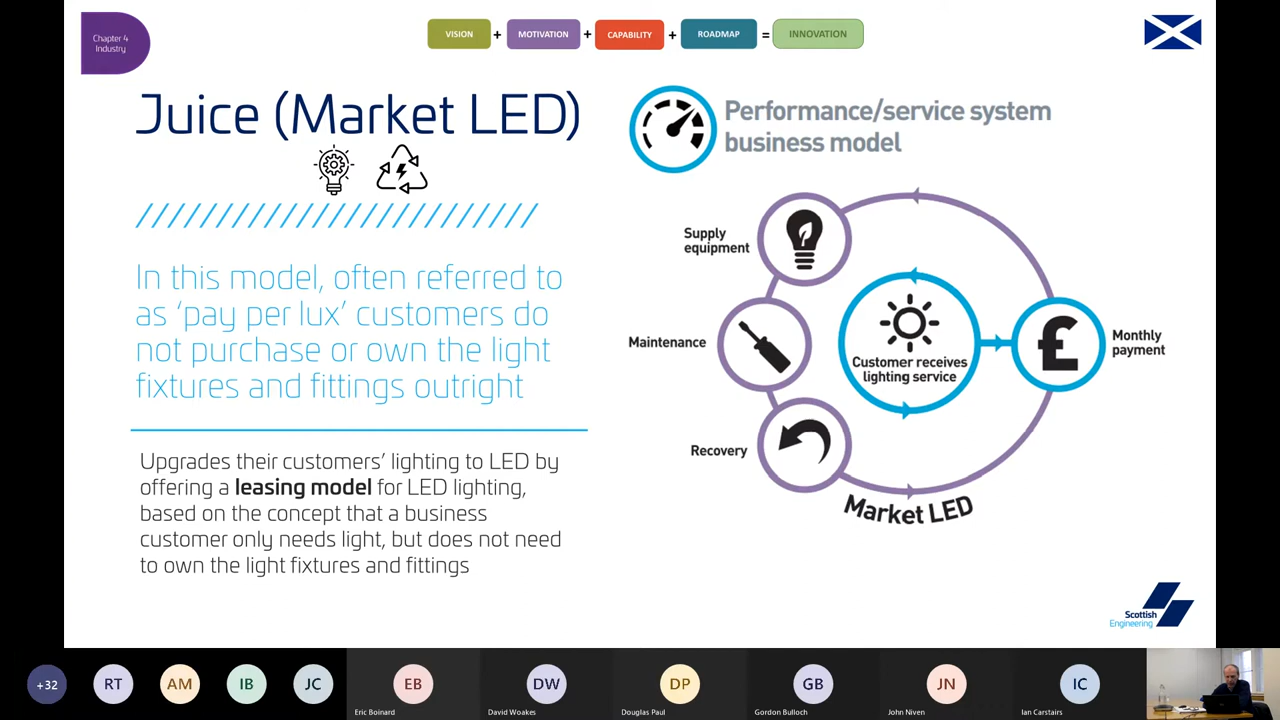 Chapter 4
Industry
VISION + MOTIVATION + CAPABILITY + ROADMAP = INNOVATION
Juice (Market LED)
In this model, often referred to
as ‘pay per lux’ customers do
not purchase or own the light
fixtures and fittings outright
Upgrades their customers’ lighting to LED by
offering a leasing model for LED lighting,
based on the concept that a business
customer only needs light, but does not need
to own the light fixtures and fittings
Performance/service system
business model
Supply
equipment
Maintenance
Recovery
Customer receives
lighting service
£
Monthly
payment
Market LED
Scottish
Engineering
+32
RT
AM
IB
JC
EB
Eric Boinard
DW
David Woakes
DP
Douglas Paul
GB
Gordon Bulloch
JN
John Niven
IC
Ian Carstairs